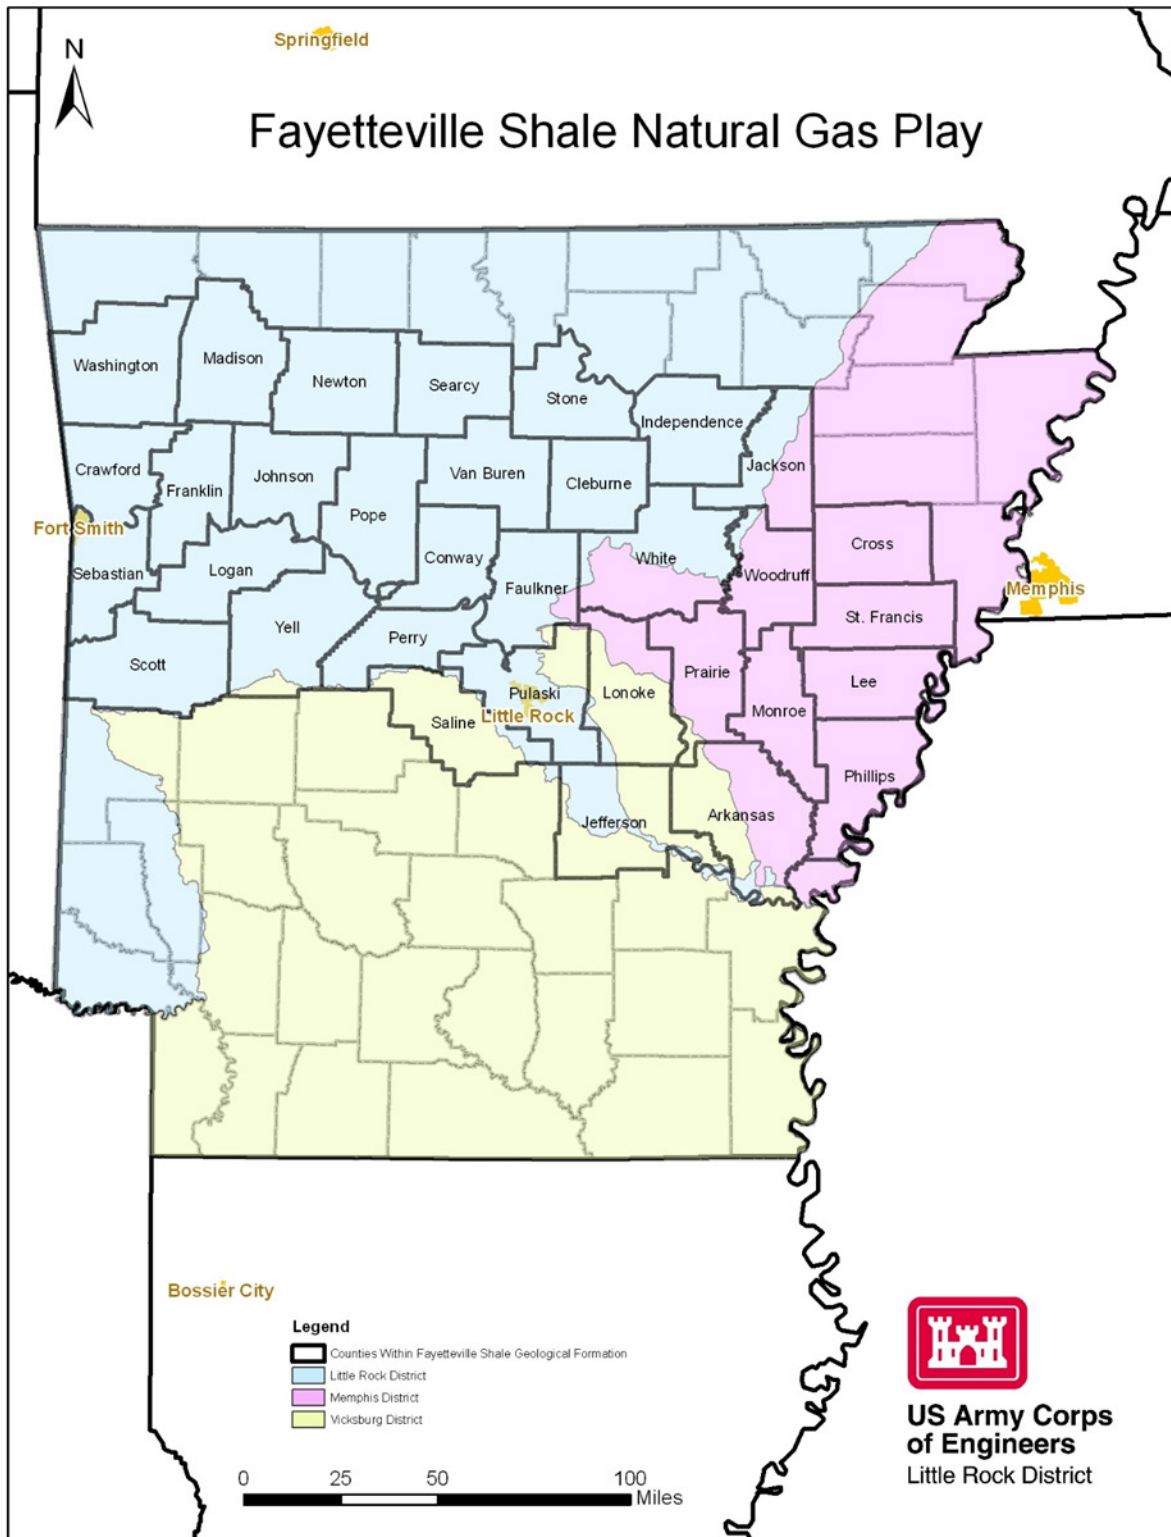 Springfield
N
Fayetteville Shale Natural Gas Play
Washington
Madison
Newton
Searcy
Stone
Independence
Crawford
Franklin
Johnson
Pope
Van Buren
Cleburne
Jackson
Fort Smith
Sebastian
Logan
Conway
Faulkner
White
Woodruff
Cross
Memphis
St. Francis
Scott
Yell
Perry
Pulaski
Little Rock
Saline
Lonoke
Prairie
Monroe
Lee
Phillips
Jefferson
Arkansas
Bossier City
Legend
Counties Within Fayetteville Shale Geological Formation
Little Rock District
Memphis District
Vicksburg District
0 25 50 100
Miles
US Army Corps
of Engineers
Little Rock District